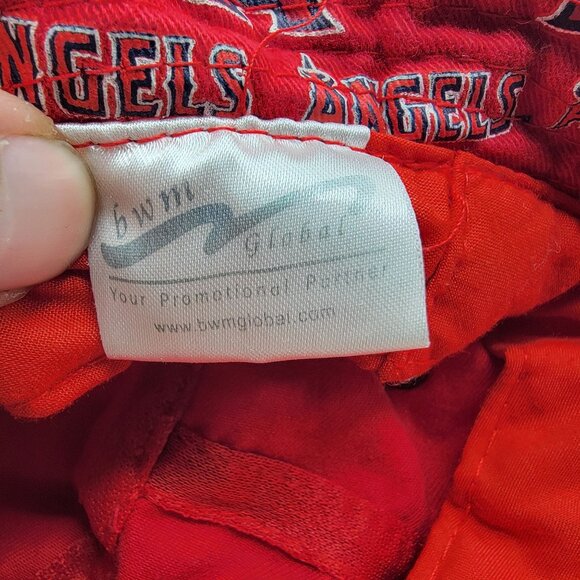 ANGELS ANGELS
bwm
Global
Your Promotional Partner
www.bwmglobal.com